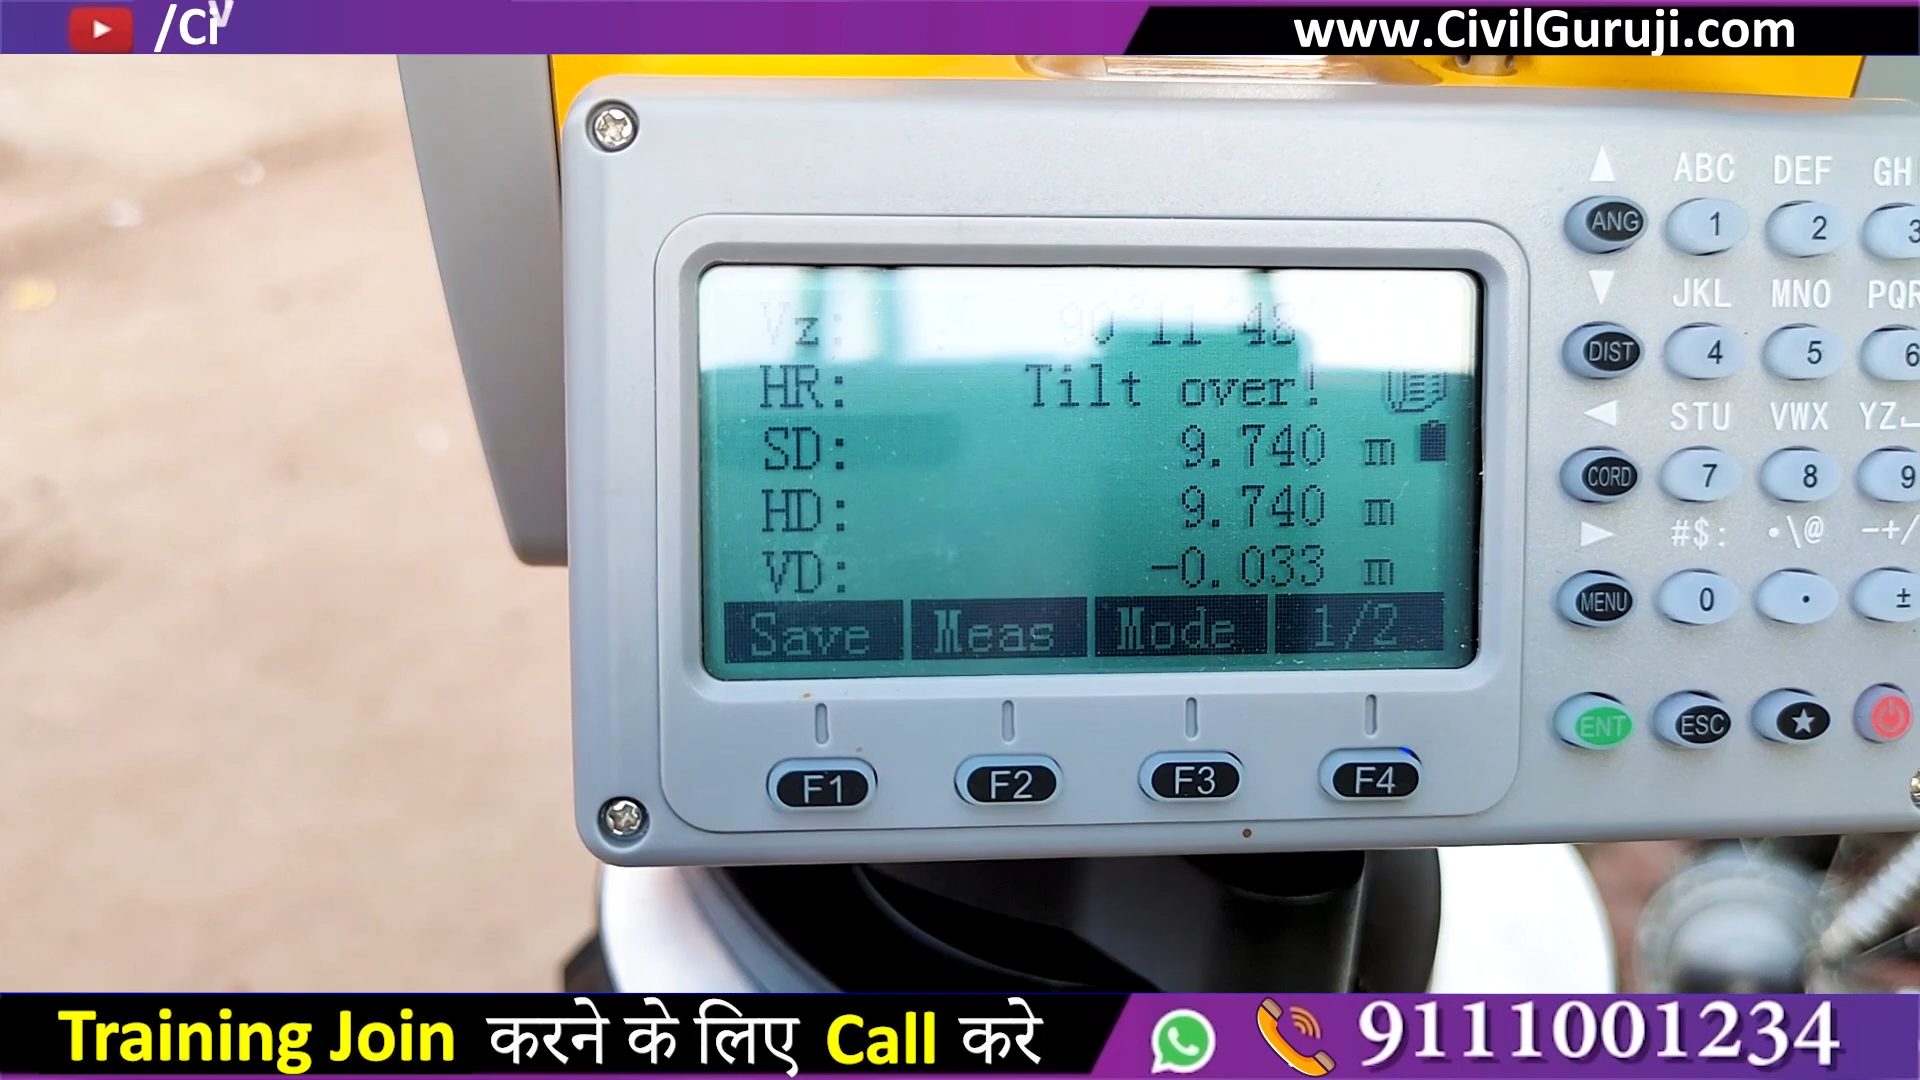 /Civ
www.CivilGuruji.com
Vz: 90°11'48"
HR: Tilt over!
SD: 9.740 m
HD: 9.740 m
VD: -0.033 m
Save Meas Mode 1/2
F1 F2 F3 F4
▲ ABC DEF GH
ANG 1 2 3
▼ JKL MNO PQR
DIST 4 5 6
◀ STU VWX YZ
CORD 7 8 9
▶ #$: •\@ -+/
MENU 0 . ±
ENT ESC ★
Training Join करने के लिए Call करे
9111001234